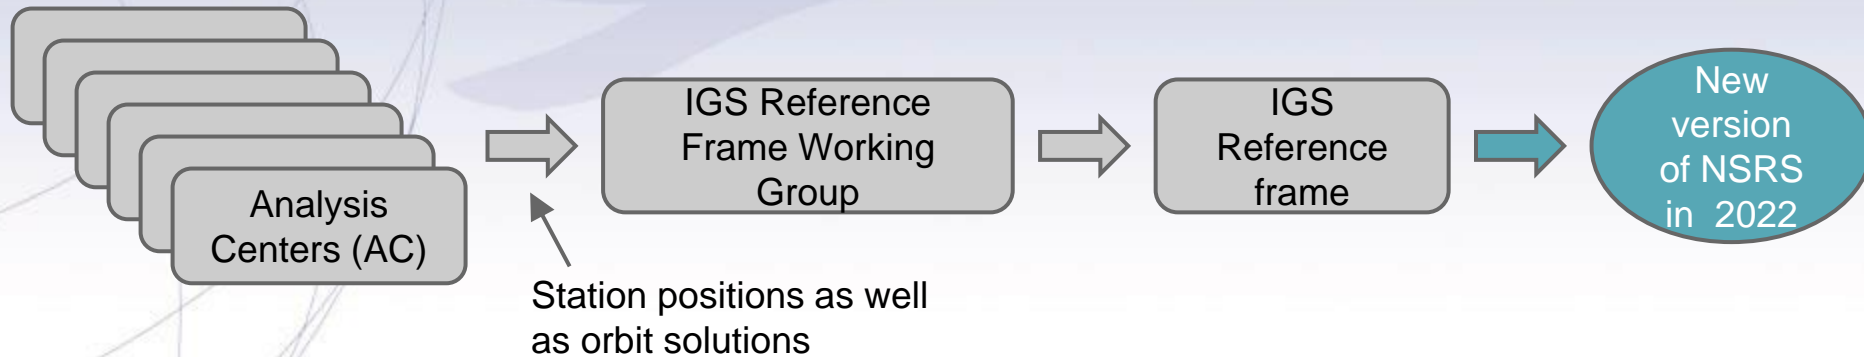 Analysis
Centers (AC)
Station positions as well
as orbit solutions
IGS Reference
Frame Working
Group
IGS
Reference
frame
New
version
of NSRS
in 2022